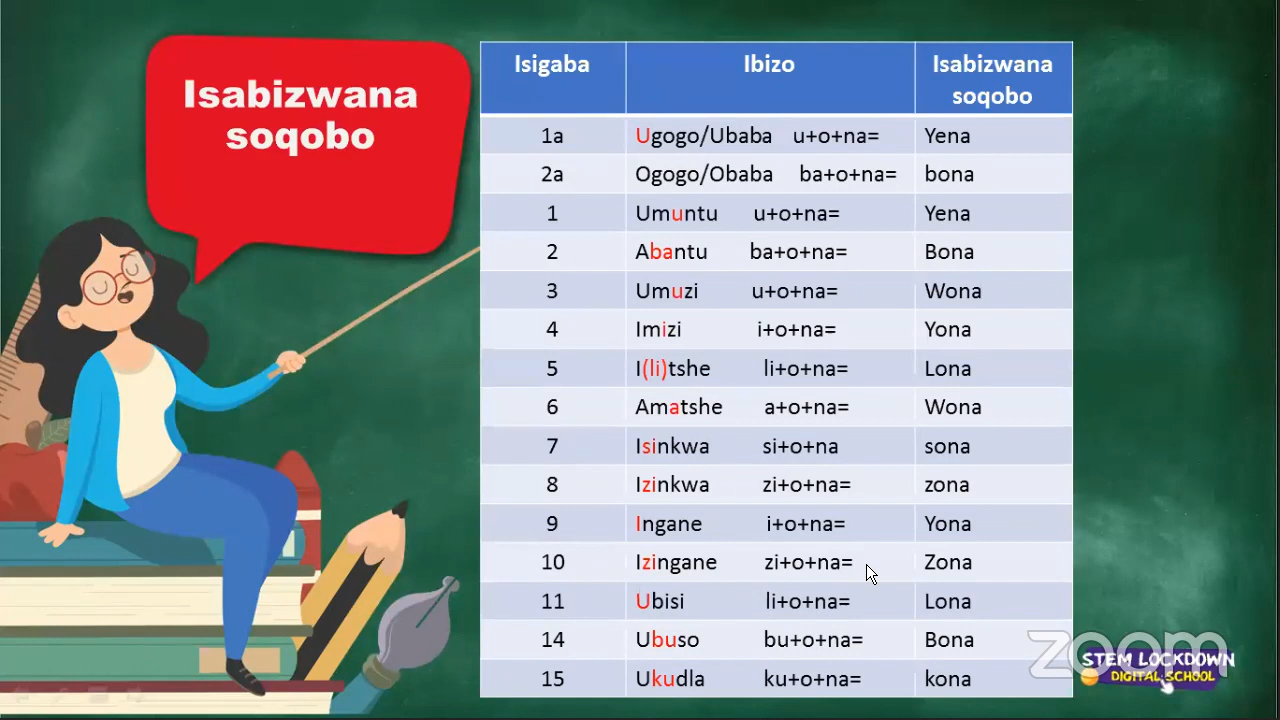 Isabizwana
soqobo
Isigaba Ibizo Isabizwana
soqobo
1a Ugogo/Ubaba u+o+na= Yena
2a Ogogo/Obaba ba+o+na= bona
1 Umuntu u+o+na= Yena
2 Abantu ba+o+na= Bona
3 Umuzi u+o+na= Wona
4 Imizi i+o+na= Yona
5 I(li)tshe li+o+na= Lona
6 Amatshe a+o+na= Wona
7 Isinkwa si+o+na sona
8 Izinkwa zi+o+na= zona
9 Ingane i+o+na= Yona
10 Izingane zi+o+na= Zona
11 Ubisi li+o+na= Lona
14 Ubuso bu+o+na= Bona
15 Ukudla ku+o+na= kona
zoom
STEM LOCKDOWN
DIGITAL SCHOOL